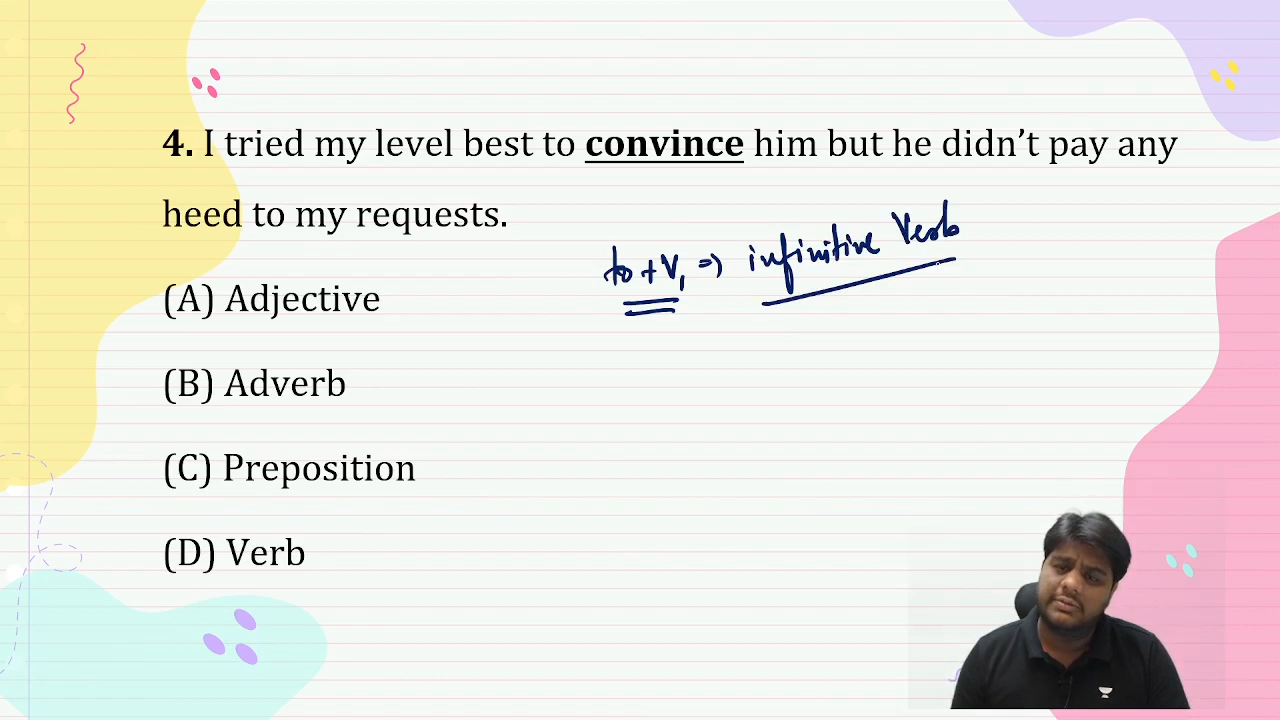 4. I tried my level best to convince him but he didn’t pay any
heed to my requests.
to + V₁ ⇒ infinitive Verb
(A) Adjective
(B) Adverb
(C) Preposition
(D) Verb